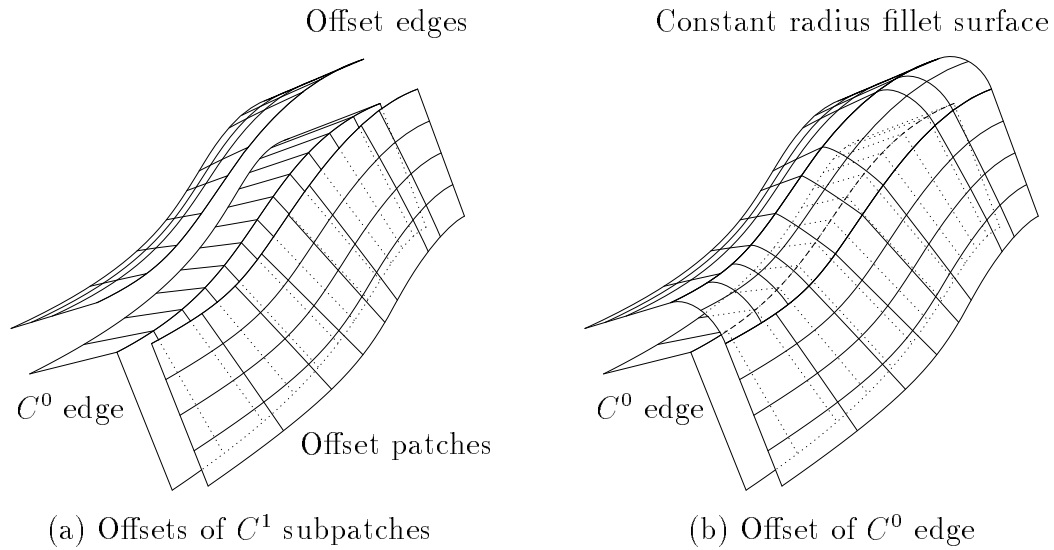 Offset edges
Constant radius fillet surface
C⁰ edge
C⁰ edge
Offset patches
(a) Offsets of C¹ subpatches
(b) Offset of C⁰ edge